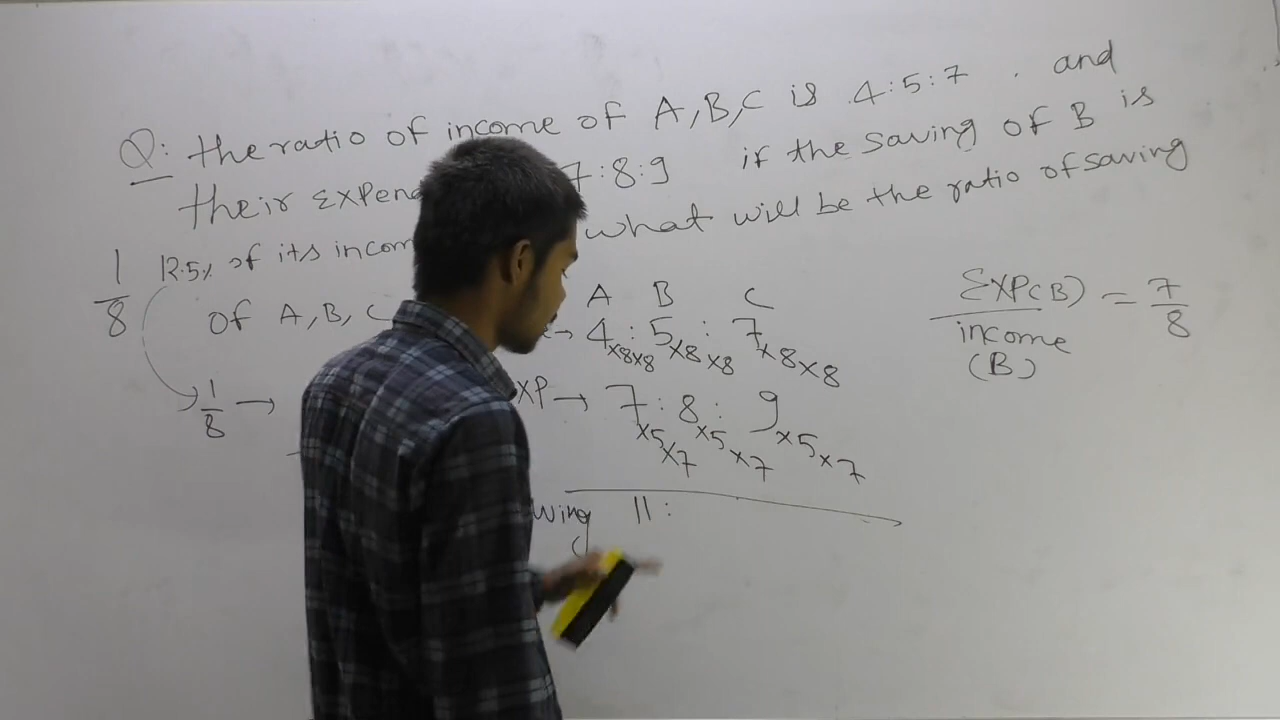 Q: the ratio of income of A,B,C is 4:5:7 . and
their Expen 7:8:9 if the saving of B is
12.5% of its incom what will be the ratio of saving
of A, B, C
1/8
1/8 →
A B C
→ 4×8×8 : 5×8×8 : 7×8×8
XP → 7×5×7 : 8×5×7 : 9×5×7
wing 11:
EXP(B)/income (B) = 7/8